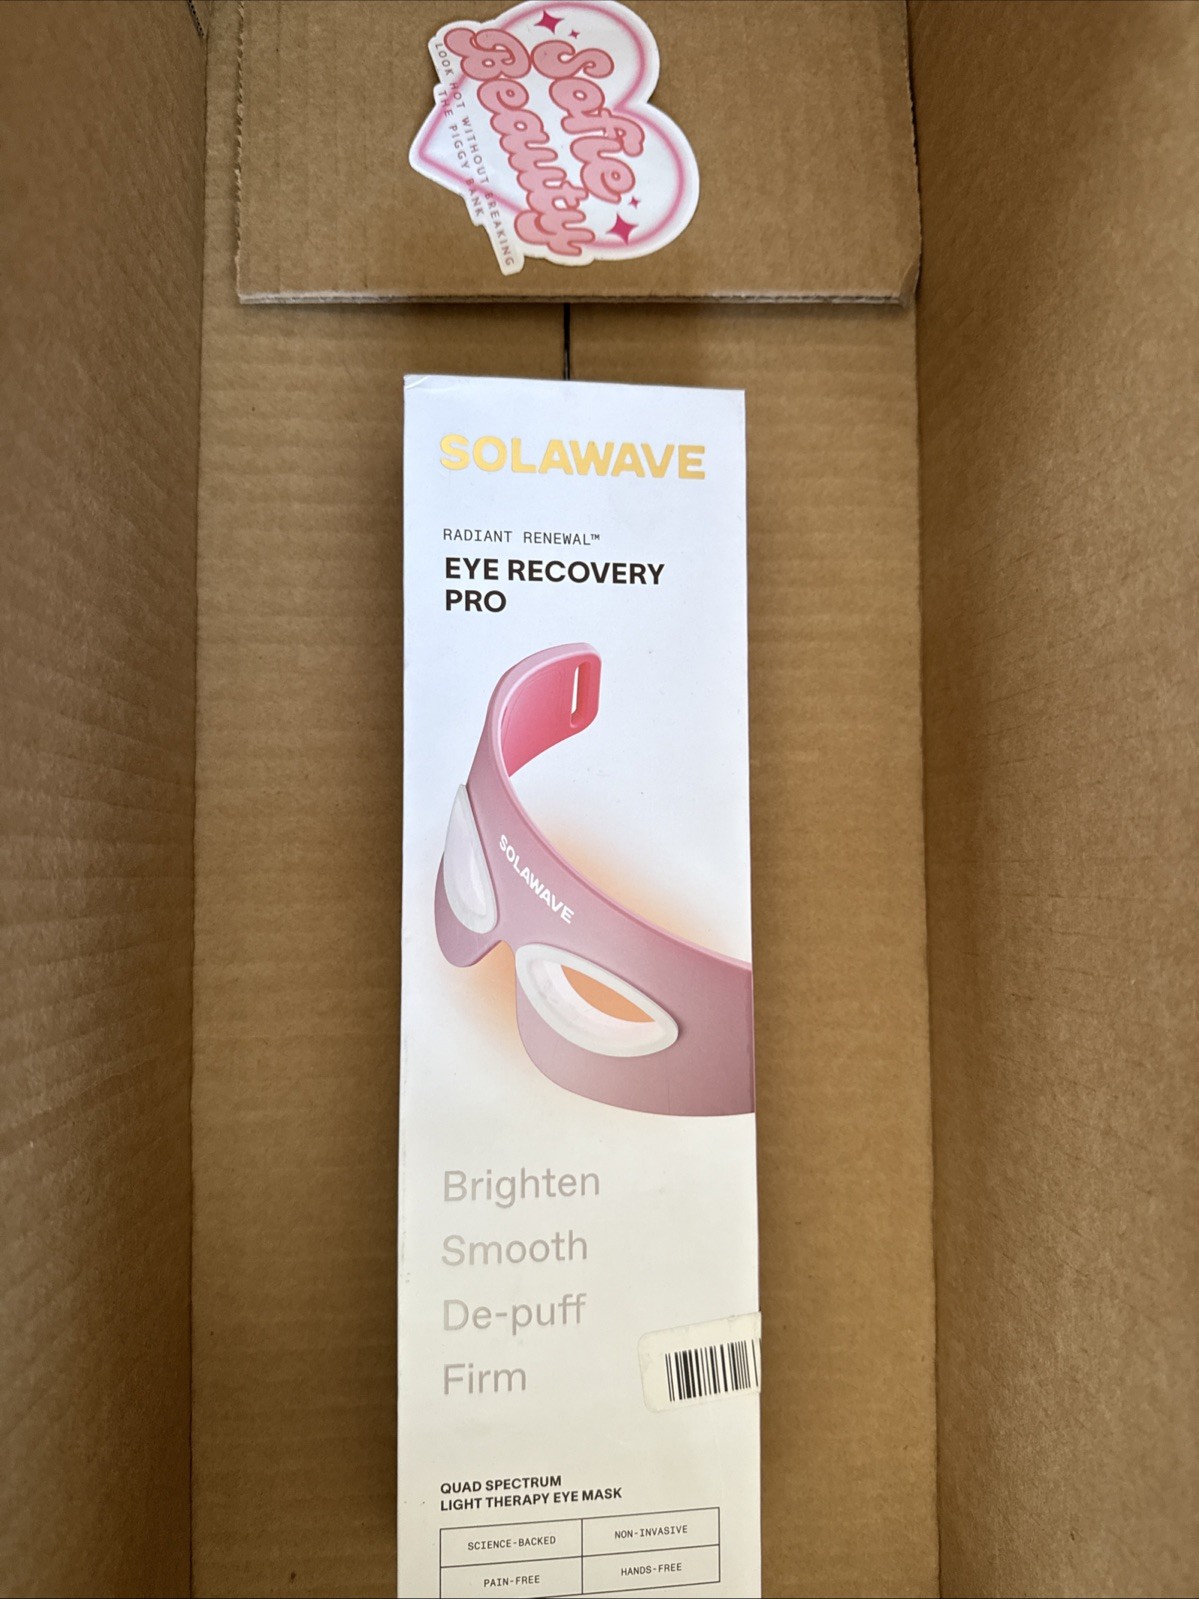 Sofie
Beauty
LOOK HOT WITHOUT BREAKING
THE PIGGY BANK
SOLAWAVE
RADIANT RENEWAL™
EYE RECOVERY
PRO
SOLAWAVE
Brighten
Smooth
De-puff
Firm
QUAD SPECTRUM
LIGHT THERAPY EYE MASK
SCIENCE-BACKED
NON-INVASIVE
PAIN-FREE
HANDS-FREE